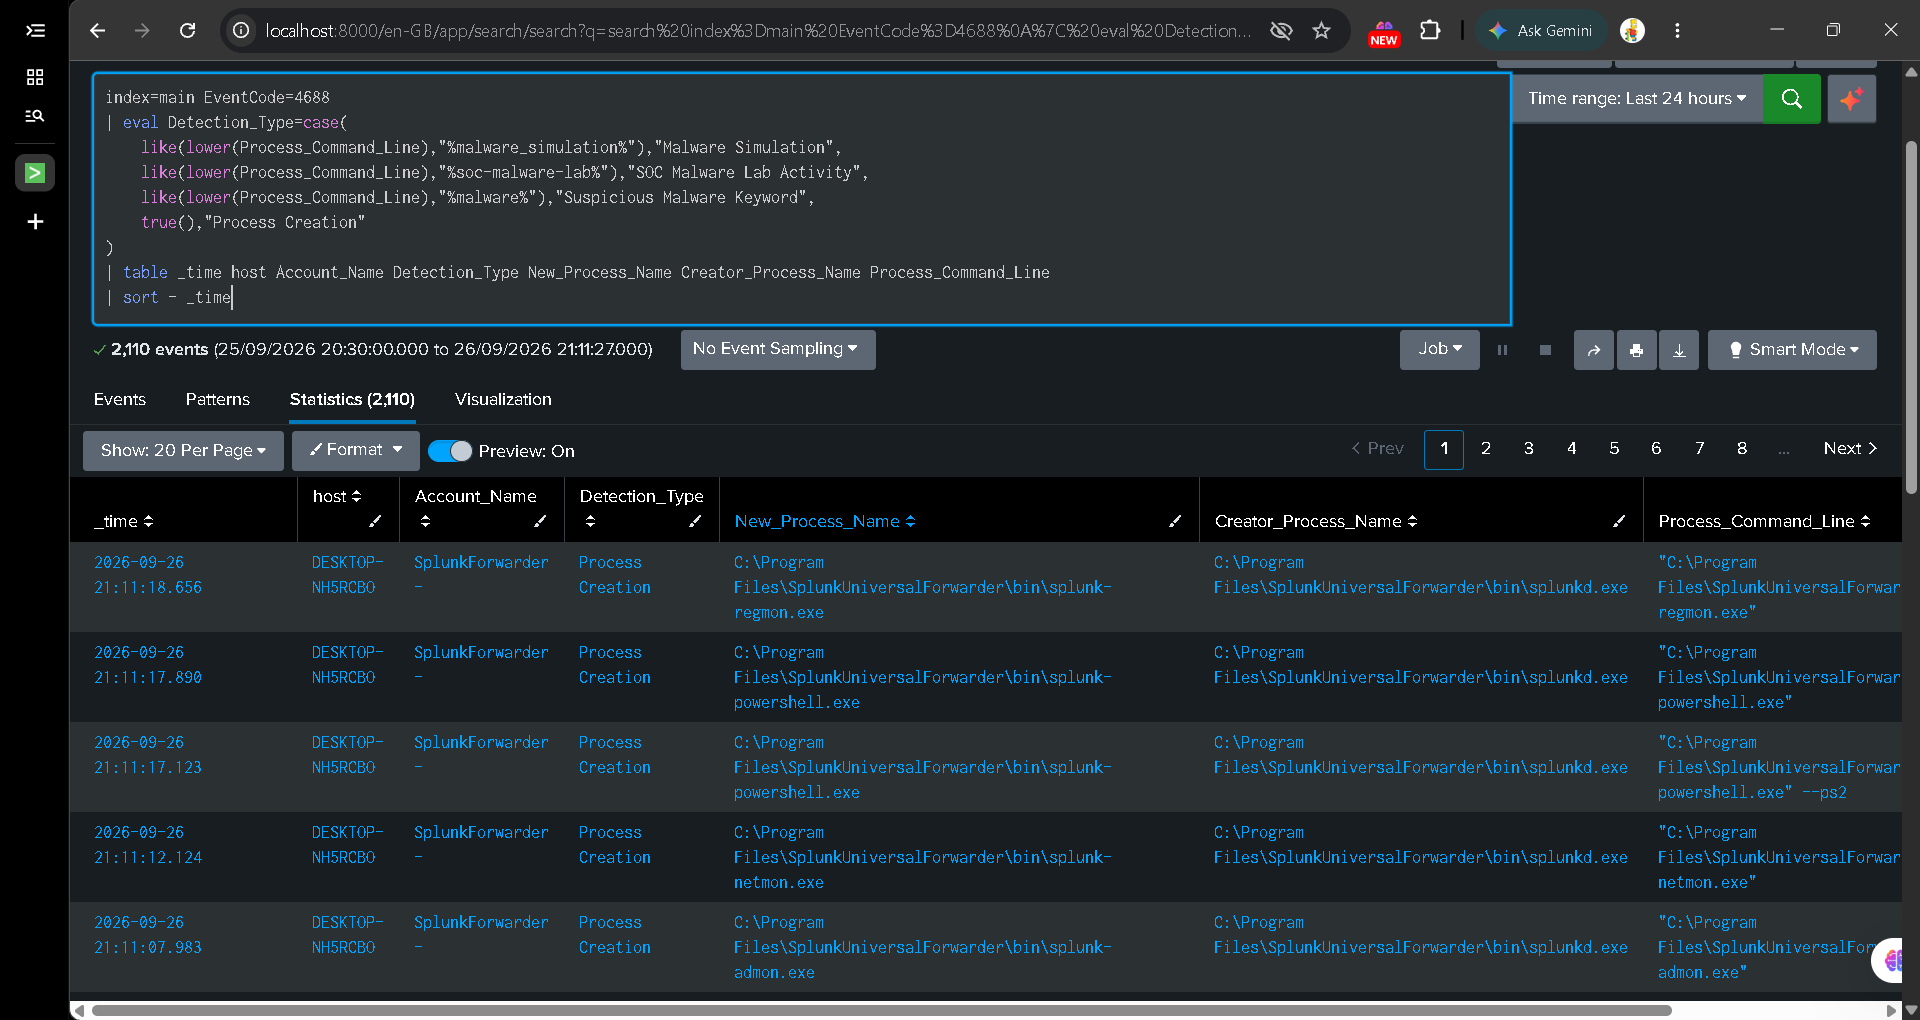 localhost:8000/en-GB/app/search/search?q=search%20index%3Dmain%20EventCode%3D4688%0A%7C%20eval%20Detection...
NEW
Ask Gemini
index=main EventCode=4688
| eval Detection_Type=case(
like(lower(Process_Command_Line),"%malware_simulation%"),"Malware Simulation",
like(lower(Process_Command_Line),"%soc-malware-lab%"),"SOC Malware Lab Activity",
like(lower(Process_Command_Line),"%malware%"),"Suspicious Malware Keyword",
true(),"Process Creation"
)
| table _time host Account_Name Detection_Type New_Process_Name Creator_Process_Name Process_Command_Line
| sort - _time
Time range: Last 24 hours
2,110 events (25/09/2026 20:30:00.000 to 26/09/2026 21:11:27.000)
No Event Sampling
Job
Smart Mode
Events
Patterns
Statistics (2,110)
Visualization
Show: 20 Per Page
Format
Preview: On
< Prev
1
2
3
4
5
6
7
8
...
Next >
_time
host
Account_Name
Detection_Type
New_Process_Name
Creator_Process_Name
Process_Command_Line
2026-09-26
21:11:18.656
DESKTOP-
NH5RCBO
SplunkForwarder
-
Process
Creation
C:\Program
Files\SplunkUniversalForwarder\bin\splunk-
regmon.exe
C:\Program
Files\SplunkUniversalForwarder\bin\splunkd.exe
"C:\Program
Files\SplunkUniversalForwar
regmon.exe"
2026-09-26
21:11:17.890
DESKTOP-
NH5RCBO
SplunkForwarder
-
Process
Creation
C:\Program
Files\SplunkUniversalForwarder\bin\splunk-
powershell.exe
C:\Program
Files\SplunkUniversalForwarder\bin\splunkd.exe
"C:\Program
Files\SplunkUniversalForwar
powershell.exe"
2026-09-26
21:11:17.123
DESKTOP-
NH5RCBO
SplunkForwarder
-
Process
Creation
C:\Program
Files\SplunkUniversalForwarder\bin\splunk-
powershell.exe
C:\Program
Files\SplunkUniversalForwarder\bin\splunkd.exe
"C:\Program
Files\SplunkUniversalForwar
powershell.exe" --ps2
2026-09-26
21:11:12.124
DESKTOP-
NH5RCBO
SplunkForwarder
-
Process
Creation
C:\Program
Files\SplunkUniversalForwarder\bin\splunk-
netmon.exe
C:\Program
Files\SplunkUniversalForwarder\bin\splunkd.exe
"C:\Program
Files\SplunkUniversalForwar
netmon.exe"
2026-09-26
21:11:07.983
DESKTOP-
NH5RCBO
SplunkForwarder
-
Process
Creation
C:\Program
Files\SplunkUniversalForwarder\bin\splunk-
admon.exe
C:\Program
Files\SplunkUniversalForwarder\bin\splunkd.exe
"C:\Program
Files\SplunkUniversalFor
admon.exe"